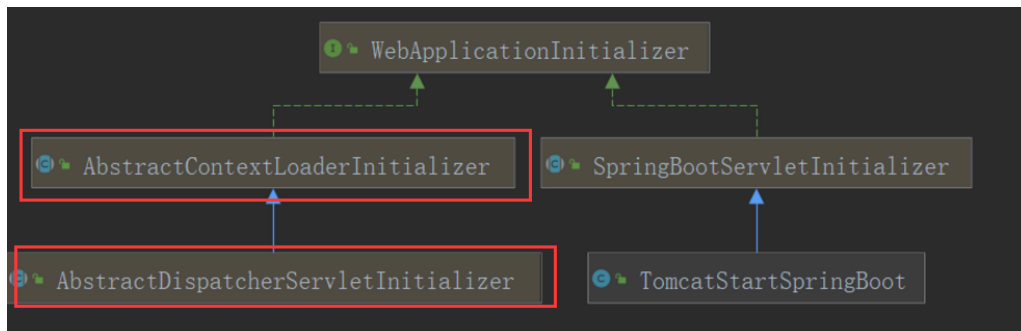 WebApplicationInitializer
AbstractContextLoaderInitializer
SpringBootServletInitializer
AbstractDispatcherServletInitializer
TomcatStartSpringBoot